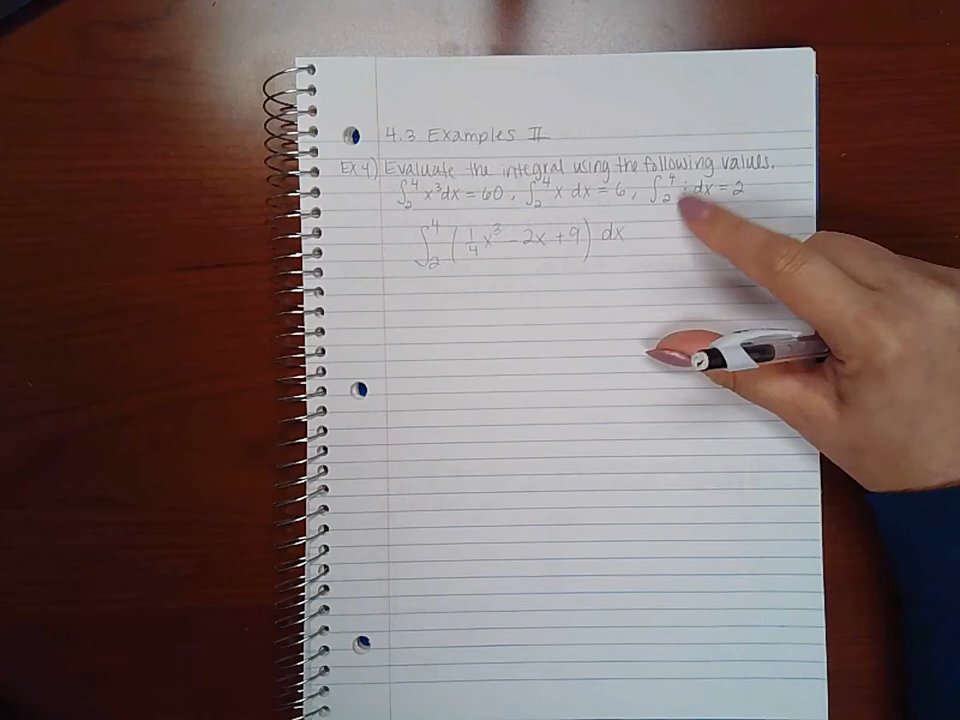 4.3 Examples II
EX 4) Evaluate the integral using the following values.
∫₂⁴ x³dx = 60, ∫₂⁴ x dx = 6, ∫₂⁴ dx = 2
∫₂⁴ (1/4 x³ - 2x + 9) dx